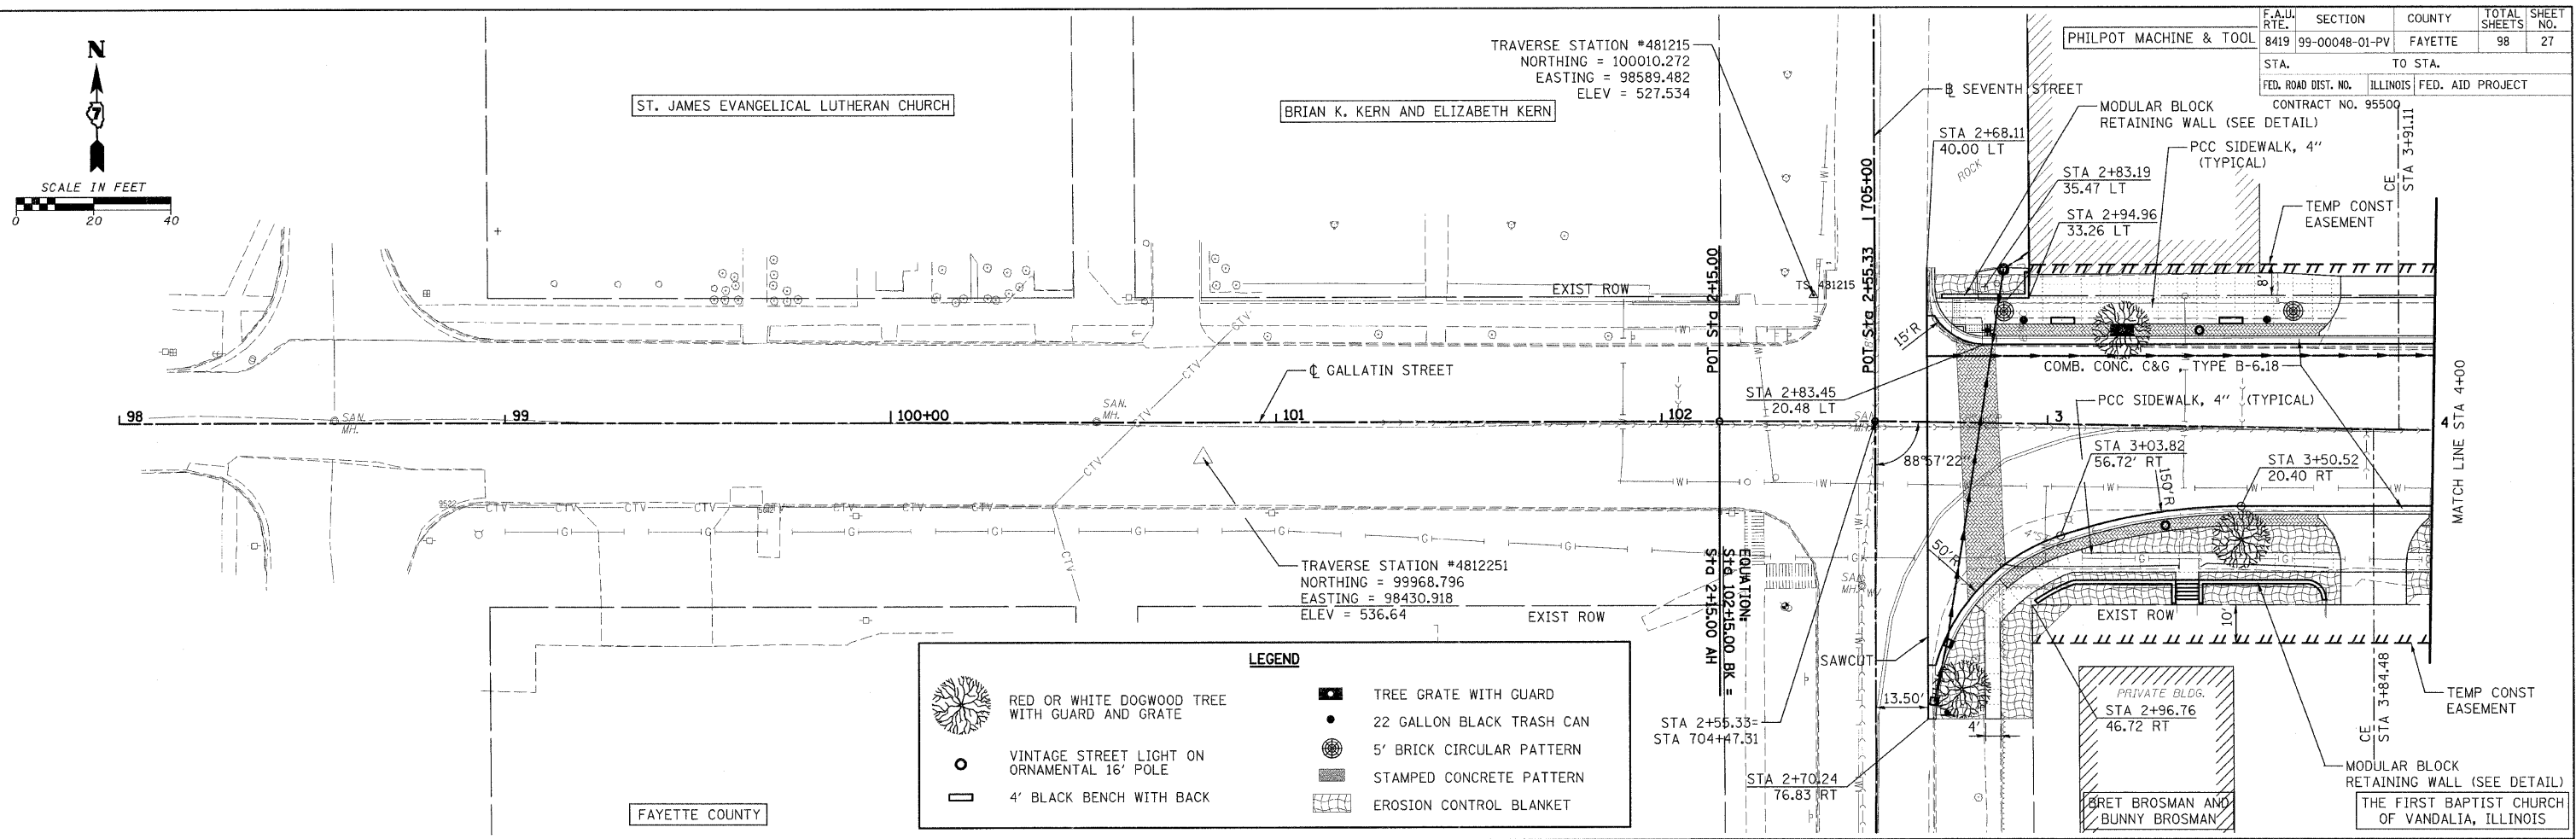 F.A.U. RTE. SECTION COUNTY TOTAL SHEETS SHEET NO.
8419 99-00048-01-PV FAYETTE 98 27
STA. TO STA.
FED. ROAD DIST. NO. ILLINOIS FED. AID PROJECT
CONTRACT NO. 95500
N
7
SCALE IN FEET
0 20 40
ST. JAMES EVANGELICAL LUTHERAN CHURCH
BRIAN K. KERN AND ELIZABETH KERN
TRAVERSE STATION #481215
NORTHING = 100010.272
EASTING = 98589.482
ELEV = 527.534
PHILPOT MACHINE & TOOL
SEVENTH STREET
MODULAR BLOCK
RETAINING WALL (SEE DETAIL)
STA 2+68.11
40.00 LT
ROCK
PCC SIDEWALK, 4"
(TYPICAL)
STA 2+83.19
35.47 LT
STA 2+94.96
33.26 LT
CE
STA 3+91.11
TEMP CONST
EASEMENT
705+00
POT Sta 2+55.33
POT Sta 2+15.00
EXIST ROW
TS 481215
8'
15'R
CTV
COMB. CONC. C&G , TYPE B-6.18
℄ GALLATIN STREET
STA 2+83.45
20.48 LT
PCC SIDEWALK, 4" (TYPICAL)
98 99 100+00 101 102 3 4
SAN.
MH.
SAN.
MH.
MATCH LINE STA 4+00
88°57'22"
STA 3+03.82
56.72' RT
150'R
STA 3+50.52
20.40 RT
CTV CTV CTV CTV CTV CTV
G G G G G G G
W W W W
50'R
TRAVERSE STATION #4812251
NORTHING = 99968.796
EASTING = 98430.918
ELEV = 536.64
EXIST ROW
EQUATION:
Sta 102+15.00 BK =
Sta 2+15.00 AH
SAN.
MH.
EXIST ROW
10'
SAWCUT
13.50'
4'
STA 2+55.33=
STA 704+47.31
STA 2+70.24
76.83 RT
PRIVATE BLDG.
STA 2+96.76
46.72 RT
CE
STA 3+84.48
TEMP CONST
EASEMENT
MODULAR BLOCK
RETAINING WALL (SEE DETAIL)
BRET BROSMAN AND
BUNNY BROSMAN
THE FIRST BAPTIST CHURCH
OF VANDALIA, ILLINOIS
FAYETTE COUNTY
LEGEND
RED OR WHITE DOGWOOD TREE
WITH GUARD AND GRATE
VINTAGE STREET LIGHT ON
ORNAMENTAL 16' POLE
4' BLACK BENCH WITH BACK
TREE GRATE WITH GUARD
22 GALLON BLACK TRASH CAN
5' BRICK CIRCULAR PATTERN
STAMPED CONCRETE PATTERN
EROSION CONTROL BLANKET